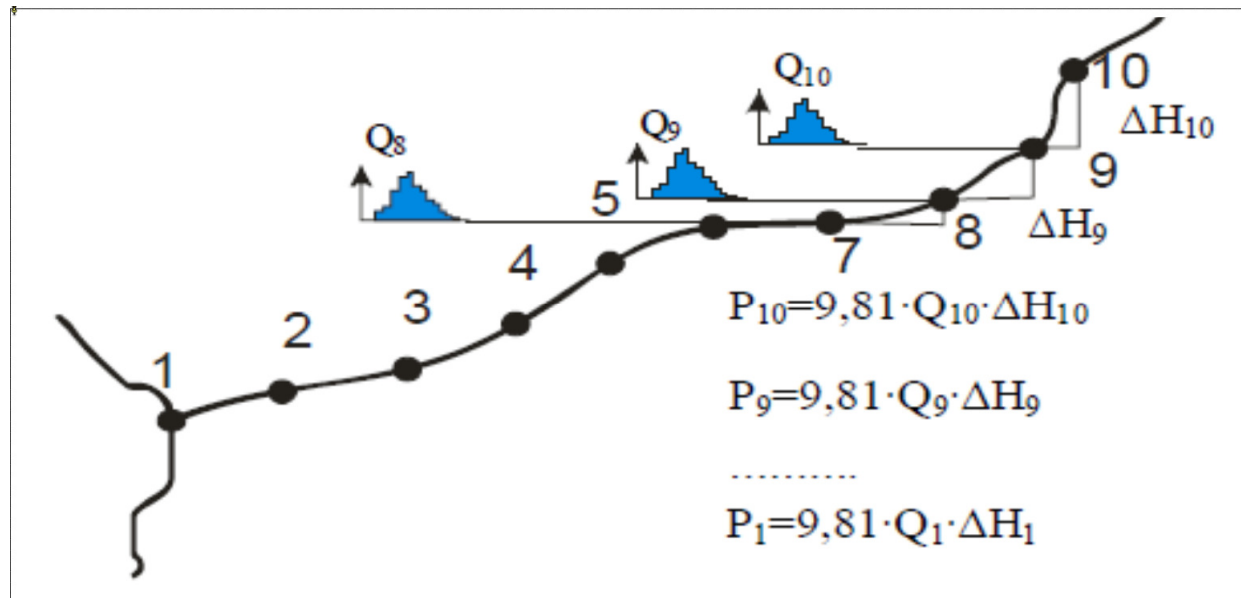 Q₁₀
10
ΔH₁₀
Q₉
Q₈
5
9
8
ΔH₉
7
4
P₁₀=9,81·Q₁₀·ΔH₁₀
3
2
1
P₉=9,81·Q₉·ΔH₉
----------
P₁=9,81·Q₁·ΔH₁